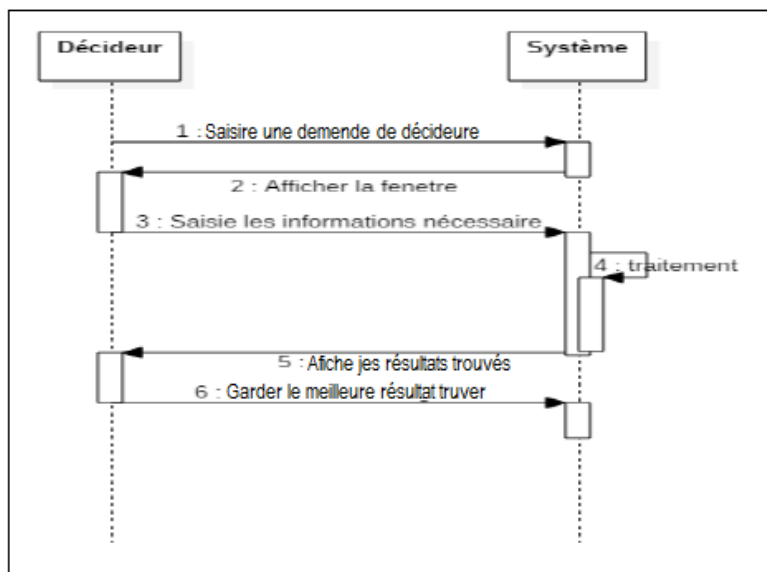 Décideur
Système
1 : Saisire une demende de décideure
2 : Afficher la fenetre
3 : Saisie les informations nécessaire
4 : traitement
5 : Afiche jes résultats trouvés
6 : Garder le meilleure résultat truver